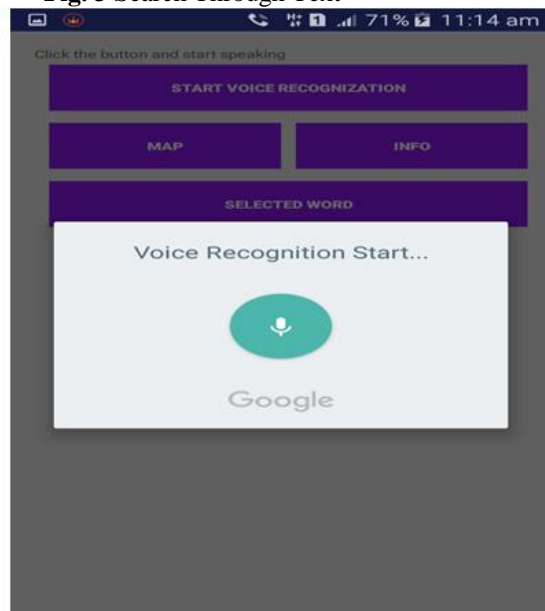 Fig. 3 Search Through Text
1 71% 11:14 am
Click the button and start speaking
START VOICE RECOGNIZATION
MAP INFO
SELECTED WORD
Voice Recognition Start...
Google